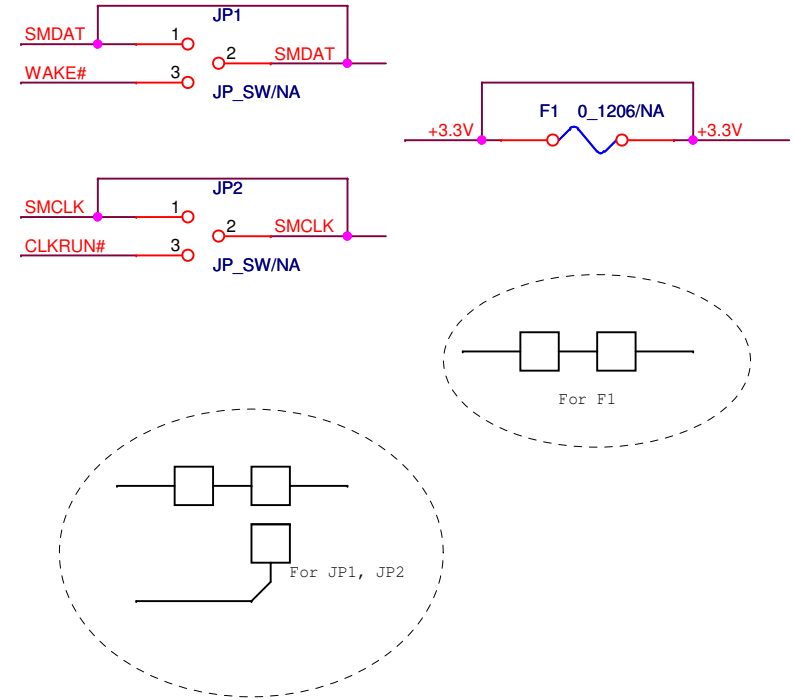 JP1
SMDAT 1
2 SMDAT
WAKE# 3
JP_SW/NA
F1 0_1206/NA
+3.3V +3.3V
JP2
SMCLK 1
2 SMCLK
CLKRUN# 3
JP_SW/NA
For F1
For JP1, JP2